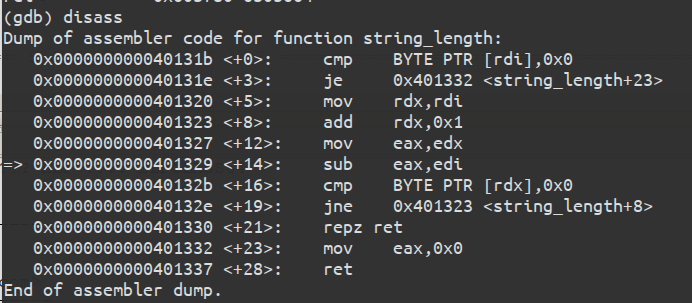 (gdb) disass
Dump of assembler code for function string_length:
   0x000000000040131b <+0>:     cmp    BYTE PTR [rdi],0x0
   0x000000000040131e <+3>:     je     0x401332 <string_length+23>
   0x0000000000401320 <+5>:     mov    rdx,rdi
   0x0000000000401323 <+8>:     add    rdx,0x1
   0x0000000000401327 <+12>:    mov    eax,edx
=> 0x0000000000401329 <+14>:    sub    eax,edi
   0x000000000040132b <+16>:    cmp    BYTE PTR [rdx],0x0
   0x000000000040132e <+19>:    jne    0x401323 <string_length+8>
   0x0000000000401330 <+21>:    repz ret
   0x0000000000401332 <+23>:    mov    eax,0x0
   0x0000000000401337 <+28>:    ret
End of assembler dump.